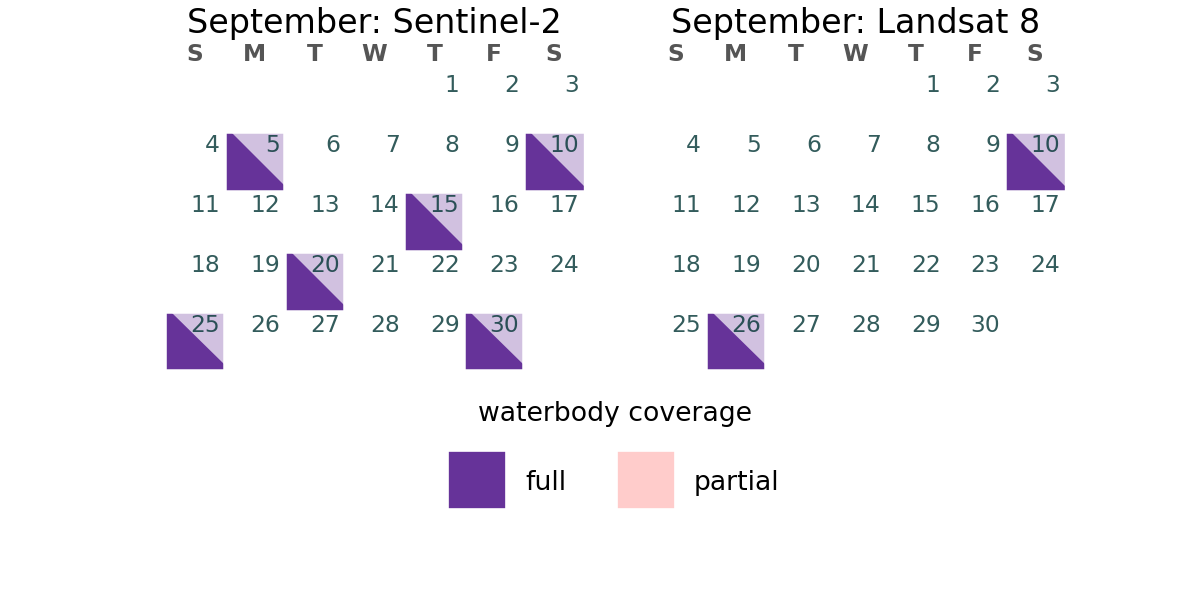 September: Sentinel-2
S M T W T F S
1 2 3
4 5 6 7 8 9 10
11 12 13 14 15 16 17
18 19 20 21 22 23 24
25 26 27 28 29 30
September: Landsat 8
S M T W T F S
1 2 3
4 5 6 7 8 9 10
11 12 13 14 15 16 17
18 19 20 21 22 23 24
25 26 27 28 29 30
waterbody coverage
full partial